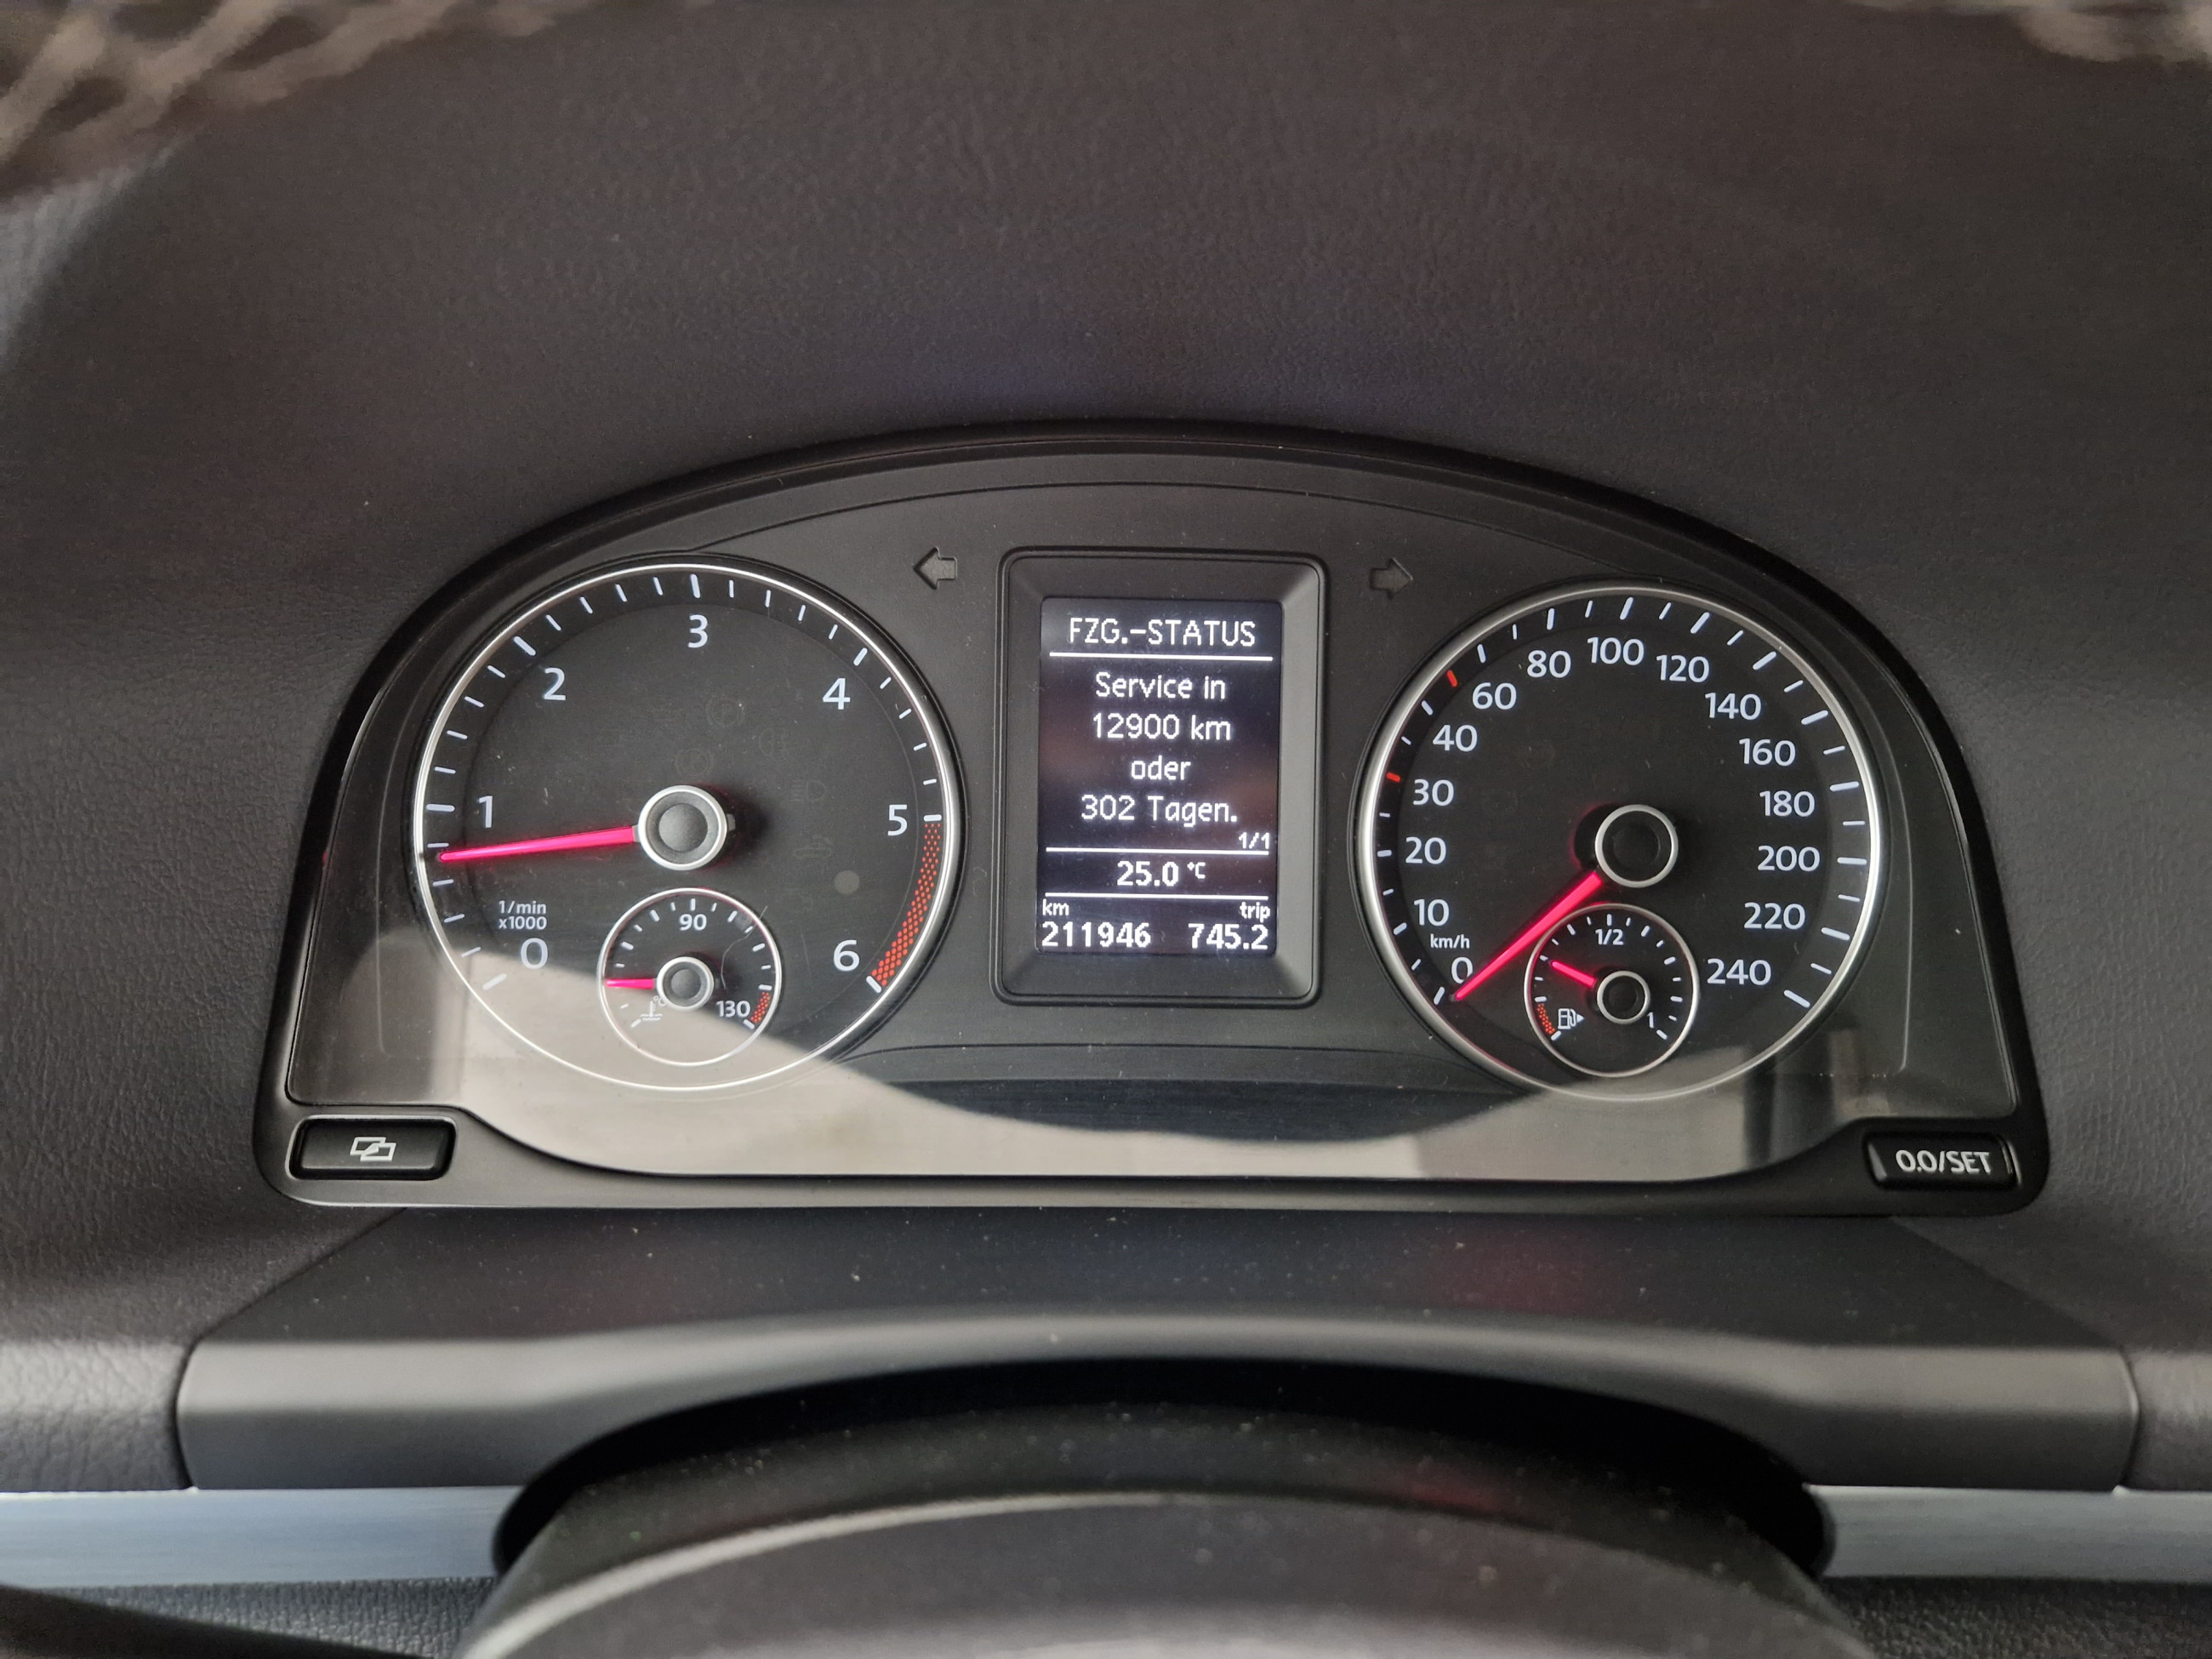 FZG.-STATUS
Service in
12900 km
oder
302 Tagen.
1/1
25.0 °C
km trip
211946 745.2
0
1
2
3
4
5
6
1/min
x1000
90
130
°C
0
10
20
30
40
60
80
100
120
140
160
180
200
220
240
km/h
1/2
1
0.0/SET